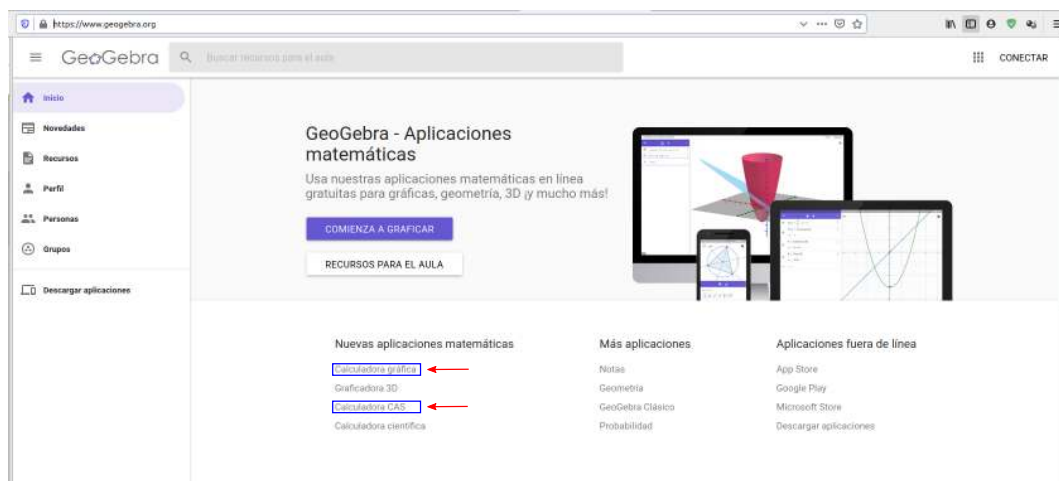 https://www.geogebra.org
GeoGebra
Buscar recursos para el aula
CONECTAR
Inicio
Novedades
Recursos
Perfil
Personas
Grupos
Descargar aplicaciones
GeoGebra - Aplicaciones
matemáticas
Usa nuestras aplicaciones matemáticas en línea
gratuitas para gráficas, geometría, 3D ¡y mucho más!
COMIENZA A GRAFICAR
RECURSOS PARA EL AULA
Nuevas aplicaciones matemáticas
Calculadora gráfica
Graficadora 3D
Calculadora CAS
Calculadora científica
Más aplicaciones
Notas
Geometría
GeoGebra Clásico
Probabilidad
Aplicaciones fuera de línea
App Store
Google Play
Microsoft Store
Descargar aplicaciones